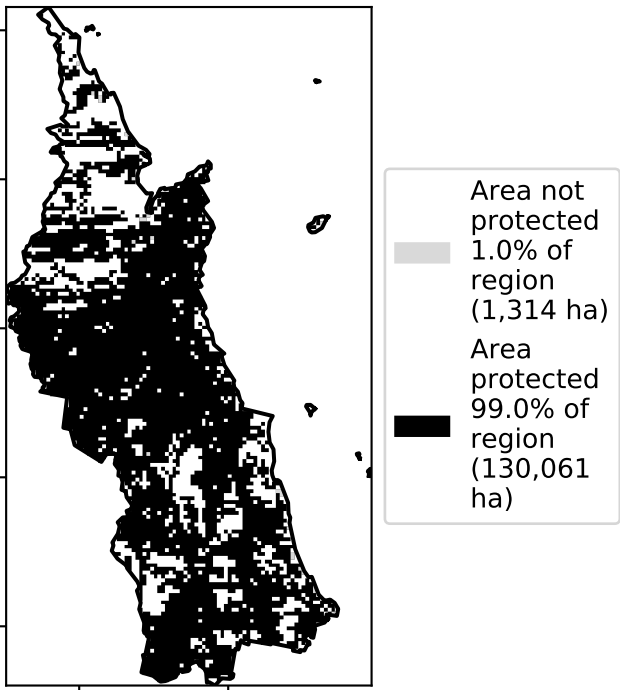 Area not
protected
1.0% of
region
(1,314 ha)
Area
protected
99.0% of
region
(130,061
ha)